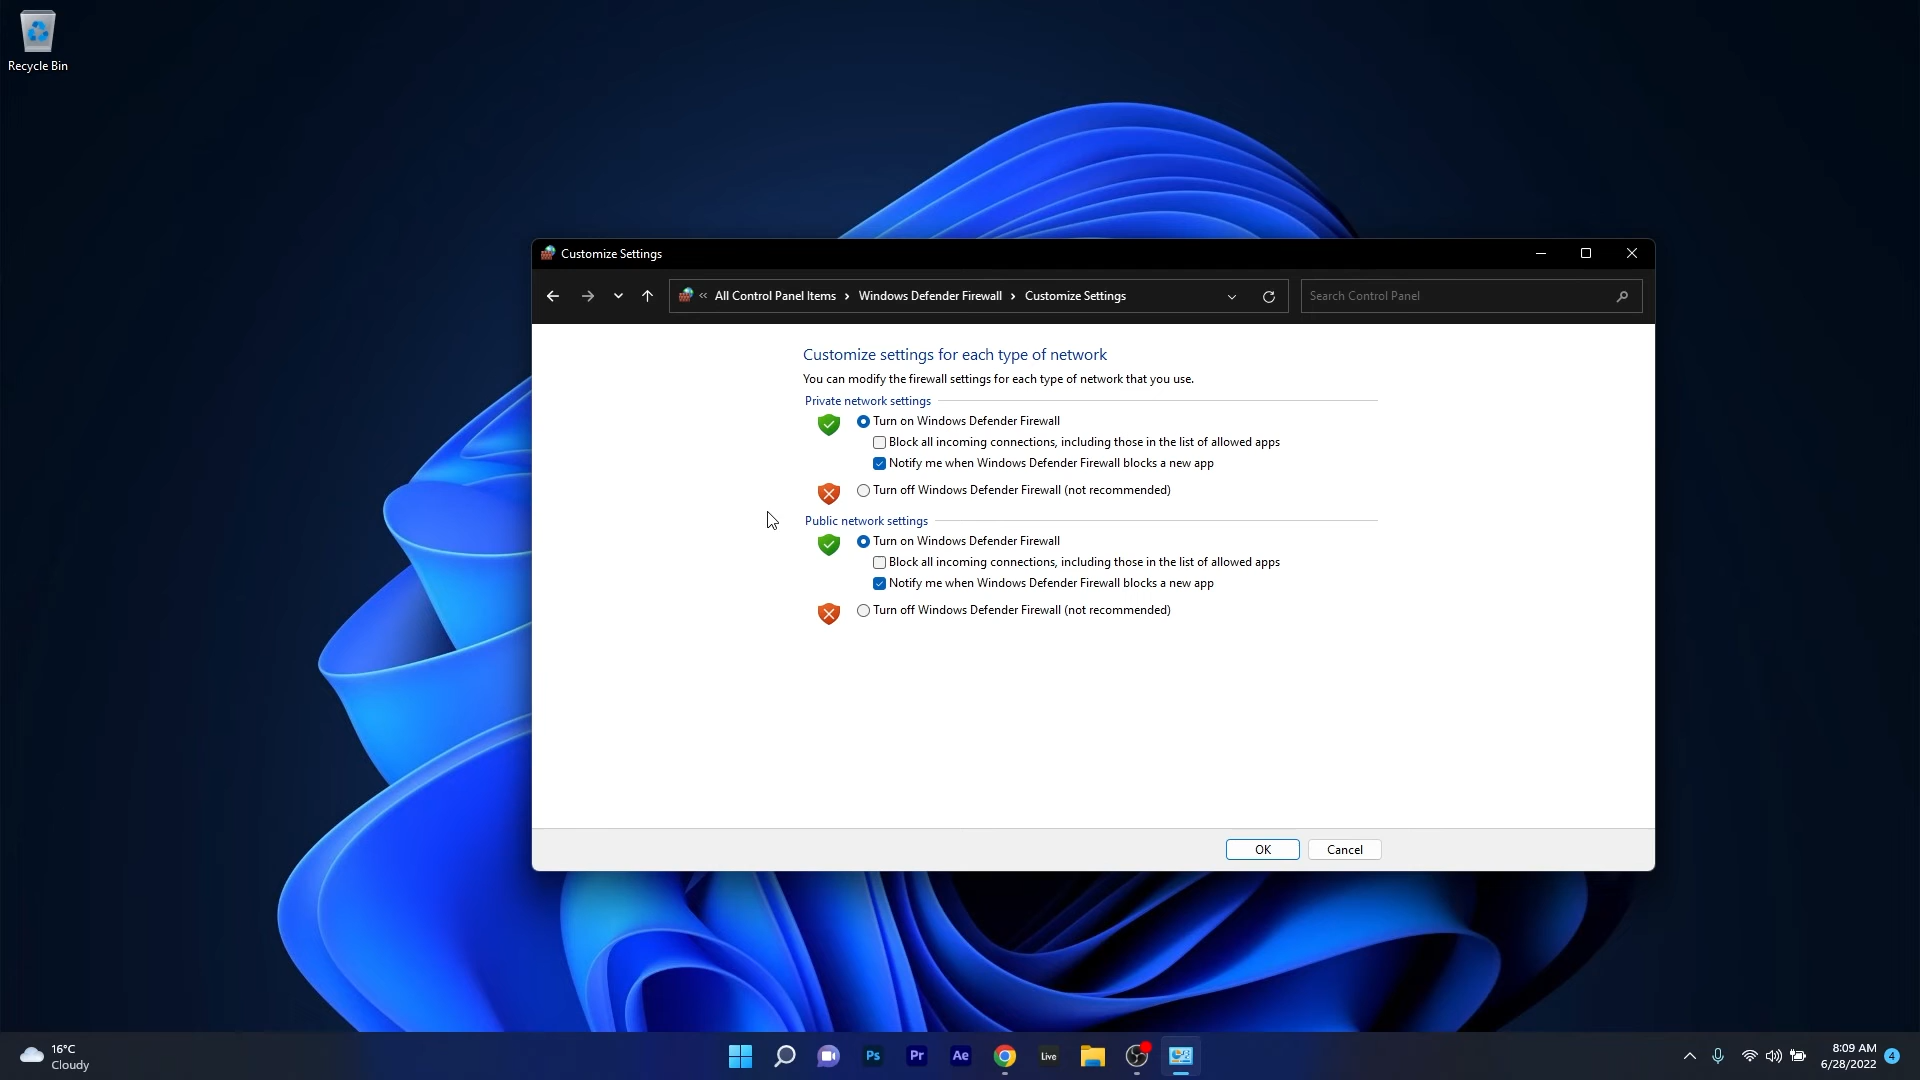 Recycle Bin
Customize Settings
« All Control Panel Items › Windows Defender Firewall › Customize Settings
Search Control Panel
Customize settings for each type of network
You can modify the firewall settings for each type of network that you use.
Private network settings
Turn on Windows Defender Firewall
Block all incoming connections, including those in the list of allowed apps
Notify me when Windows Defender Firewall blocks a new app
Turn off Windows Defender Firewall (not recommended)
Public network settings
Turn on Windows Defender Firewall
Block all incoming connections, including those in the list of allowed apps
Notify me when Windows Defender Firewall blocks a new app
Turn off Windows Defender Firewall (not recommended)
OK
Cancel
16°C
Cloudy
Ps
Pr
Ae
Live
8:09 AM
6/28/2022
4